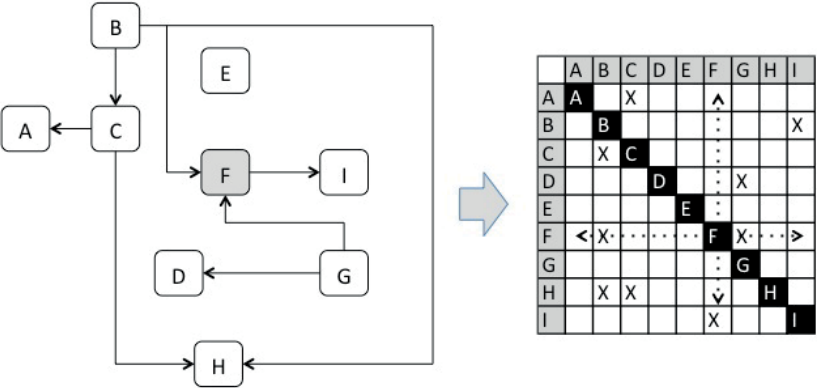 B
E
A C
F I
D G
H
A B C D E F G H I
A A X
B B X
C X C
D D X
E E
F X F X
G G
H X X H
I X I